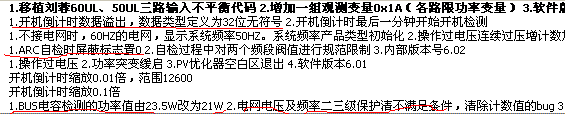 1.移植刘蓉60UL、50UL三路输入不平衡代码 2.增加一组观测变量0x1A（各路限功率变量）3.软件
1.开机倒计时数据溢出，数据类型定义为32位无符号 2.开机倒计时最后一分钟开始开机检测
1.不接电网时，60HZ的电网，显示频率50HZ。系统频率产品类型初始化 2.操作过电压连续过压增计数
1.ARC自检时屏蔽标志置0 2.自检过程中对两个频段阀值进行规范限制 3.内部版本号6.02
1.操作过电压 2.功率突变缓启 3.PV优化器空白区退出 4.软件版本6.01
开机倒计时缩放0.01倍，范围12600
开机倒计时缩放0.1倍
1.BUS电容检测的功率值由23.5W改为21W 2.电网电压及频率二三级保护清不满足条件，清除计数值的bug 3